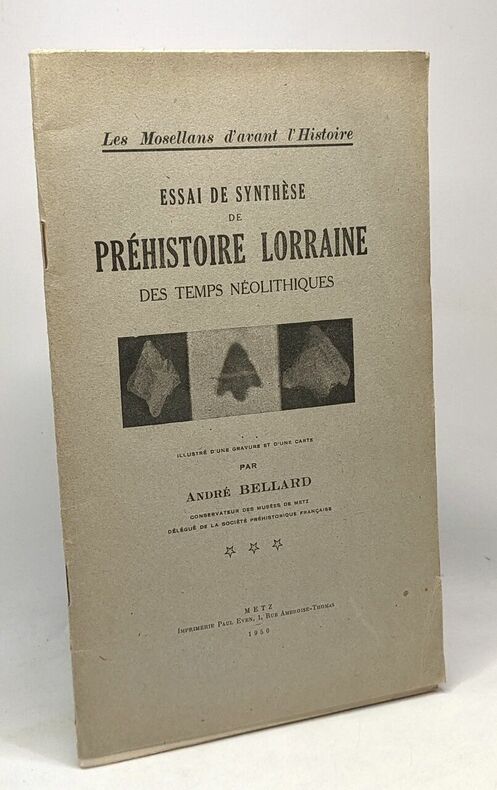 Les Mosellans d'avant l'Histoire
ESSAI DE SYNTHÈSE
DE
PRÉHISTOIRE LORRAINE
DES TEMPS NÉOLITHIQUES
ILLUSTRÉ D'UNE GRAVURE ET D'UNE CARTE
PAR
ANDRÉ BELLARD
CONSERVATEUR DES MUSÉES DE METZ
DÉLÉGUÉ DE LA SOCIÉTÉ PRÉHISTORIQUE FRANÇAISE
METZ
IMPRIMERIE PAUL EVEN, 1, RUE AMBROISE-THOMAS
1950